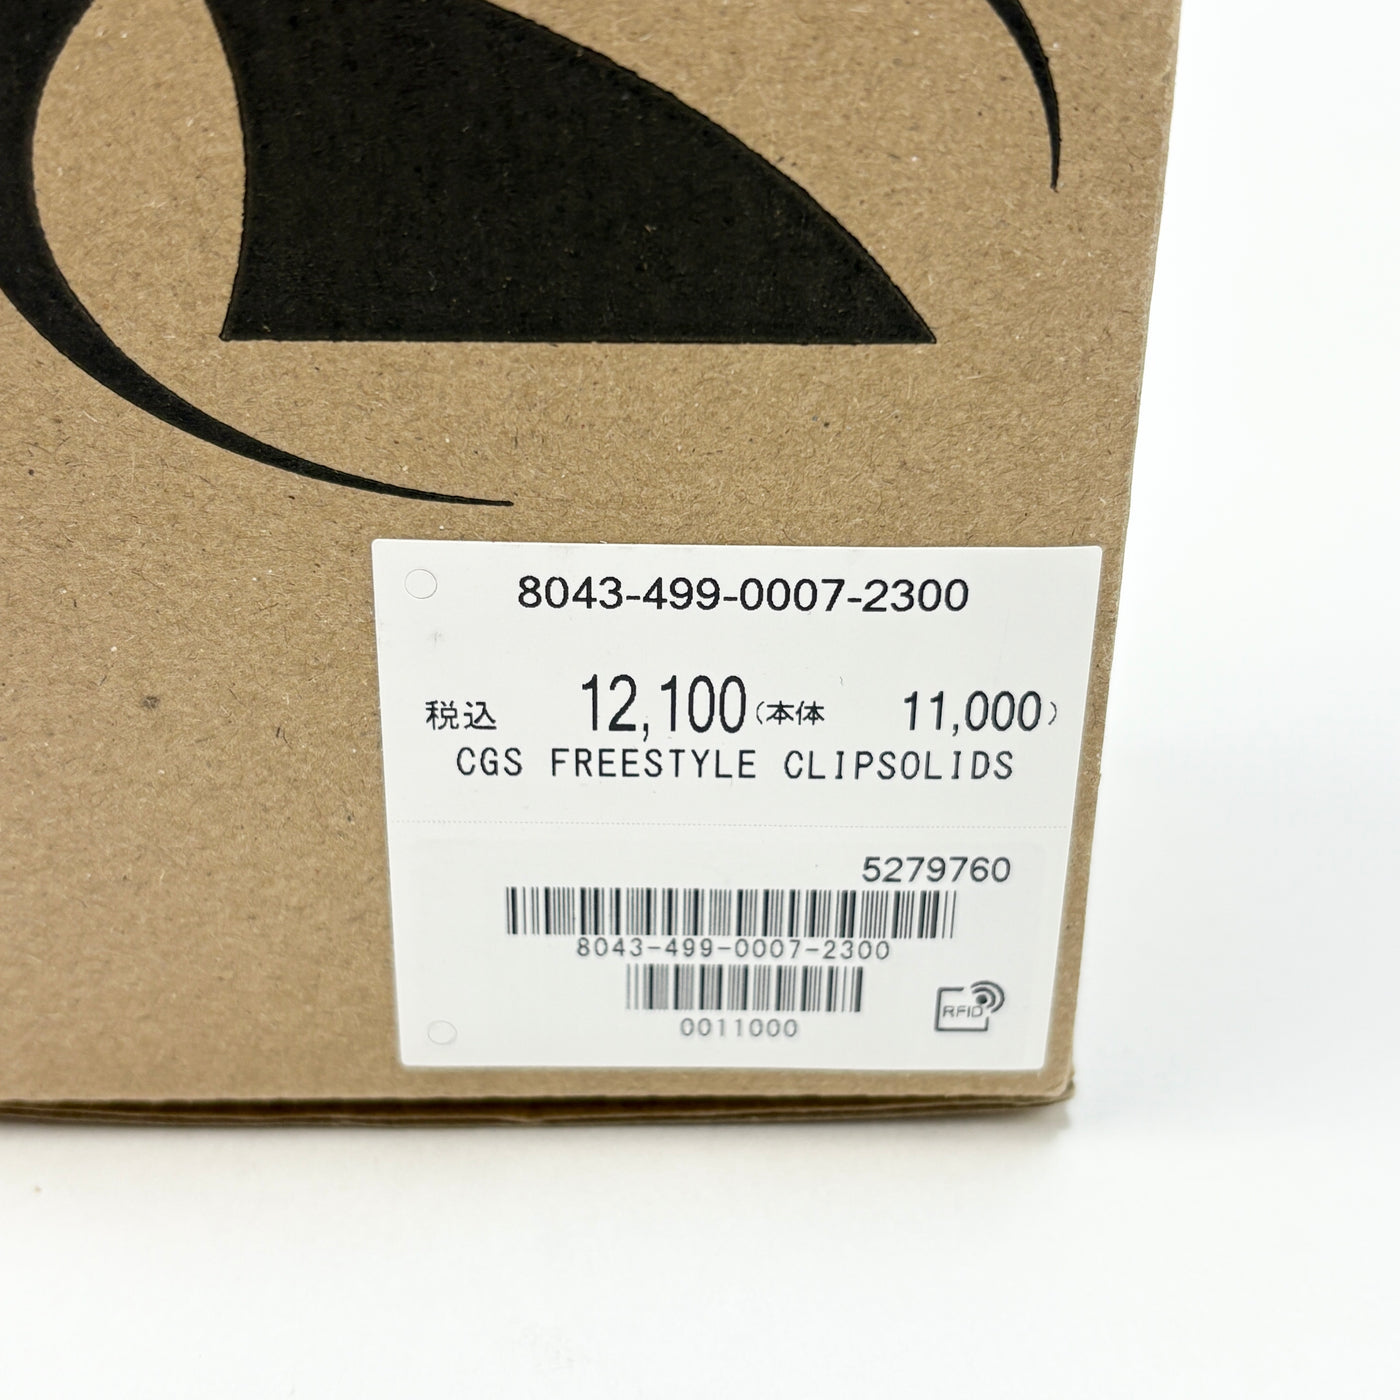 8043-499-0007-2300
税込 12,100(本体 11,000)
CGS FREESTYLE CLIPSOLIDS
5279760
8043-499-0007-2300
0011000
RFID